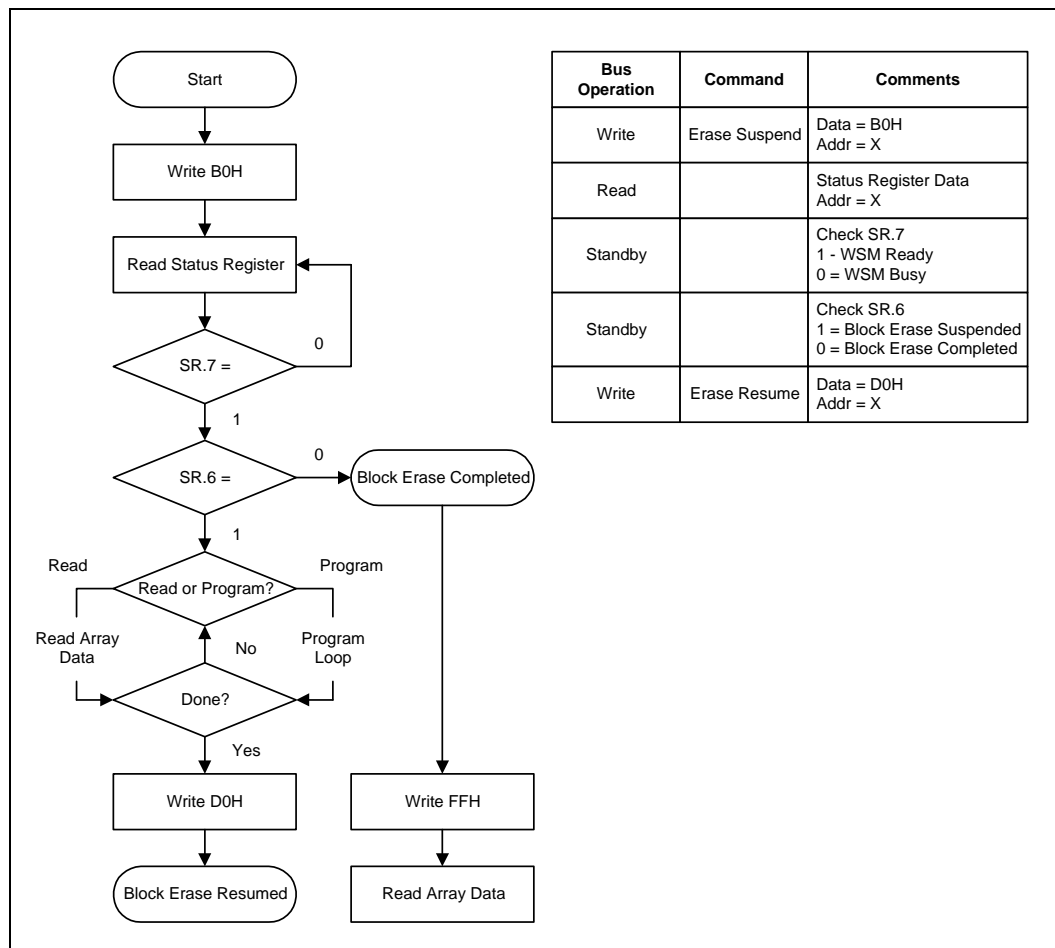 Start
Write B0H
Read Status Register
SR.7 =
0
1
SR.6 =
0
Block Erase Completed
1
Read
Program
Read or Program?
Read Array
Data
No
Program
Loop
Done?
Yes
Write D0H
Write FFH
Block Erase Resumed
Read Array Data
Bus
Operation
Command
Comments
Write
Erase Suspend
Data = B0H
Addr = X
Read
Status Register Data
Addr = X
Standby
Check SR.7
1 - WSM Ready
0 = WSM Busy
Standby
Check SR.6
1 = Block Erase Suspended
0 = Block Erase Completed
Write
Erase Resume
Data = D0H
Addr = X